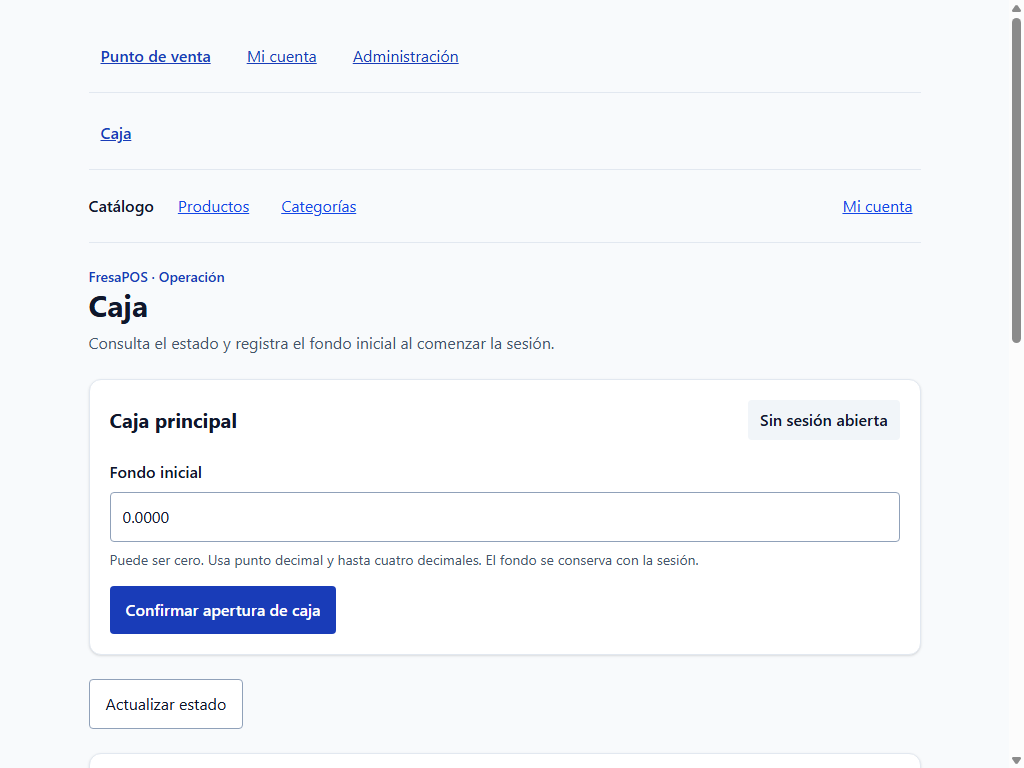 Punto de venta Mi cuenta Administración
Caja
Catálogo Productos Categorías Mi cuenta
FresaPOS · Operación
Caja
Consulta el estado y registra el fondo inicial al comenzar la sesión.
Caja principal Sin sesión abierta
Fondo inicial
0.0000
Puede ser cero. Usa punto decimal y hasta cuatro decimales. El fondo se conserva con la sesión.
Confirmar apertura de caja
Actualizar estado